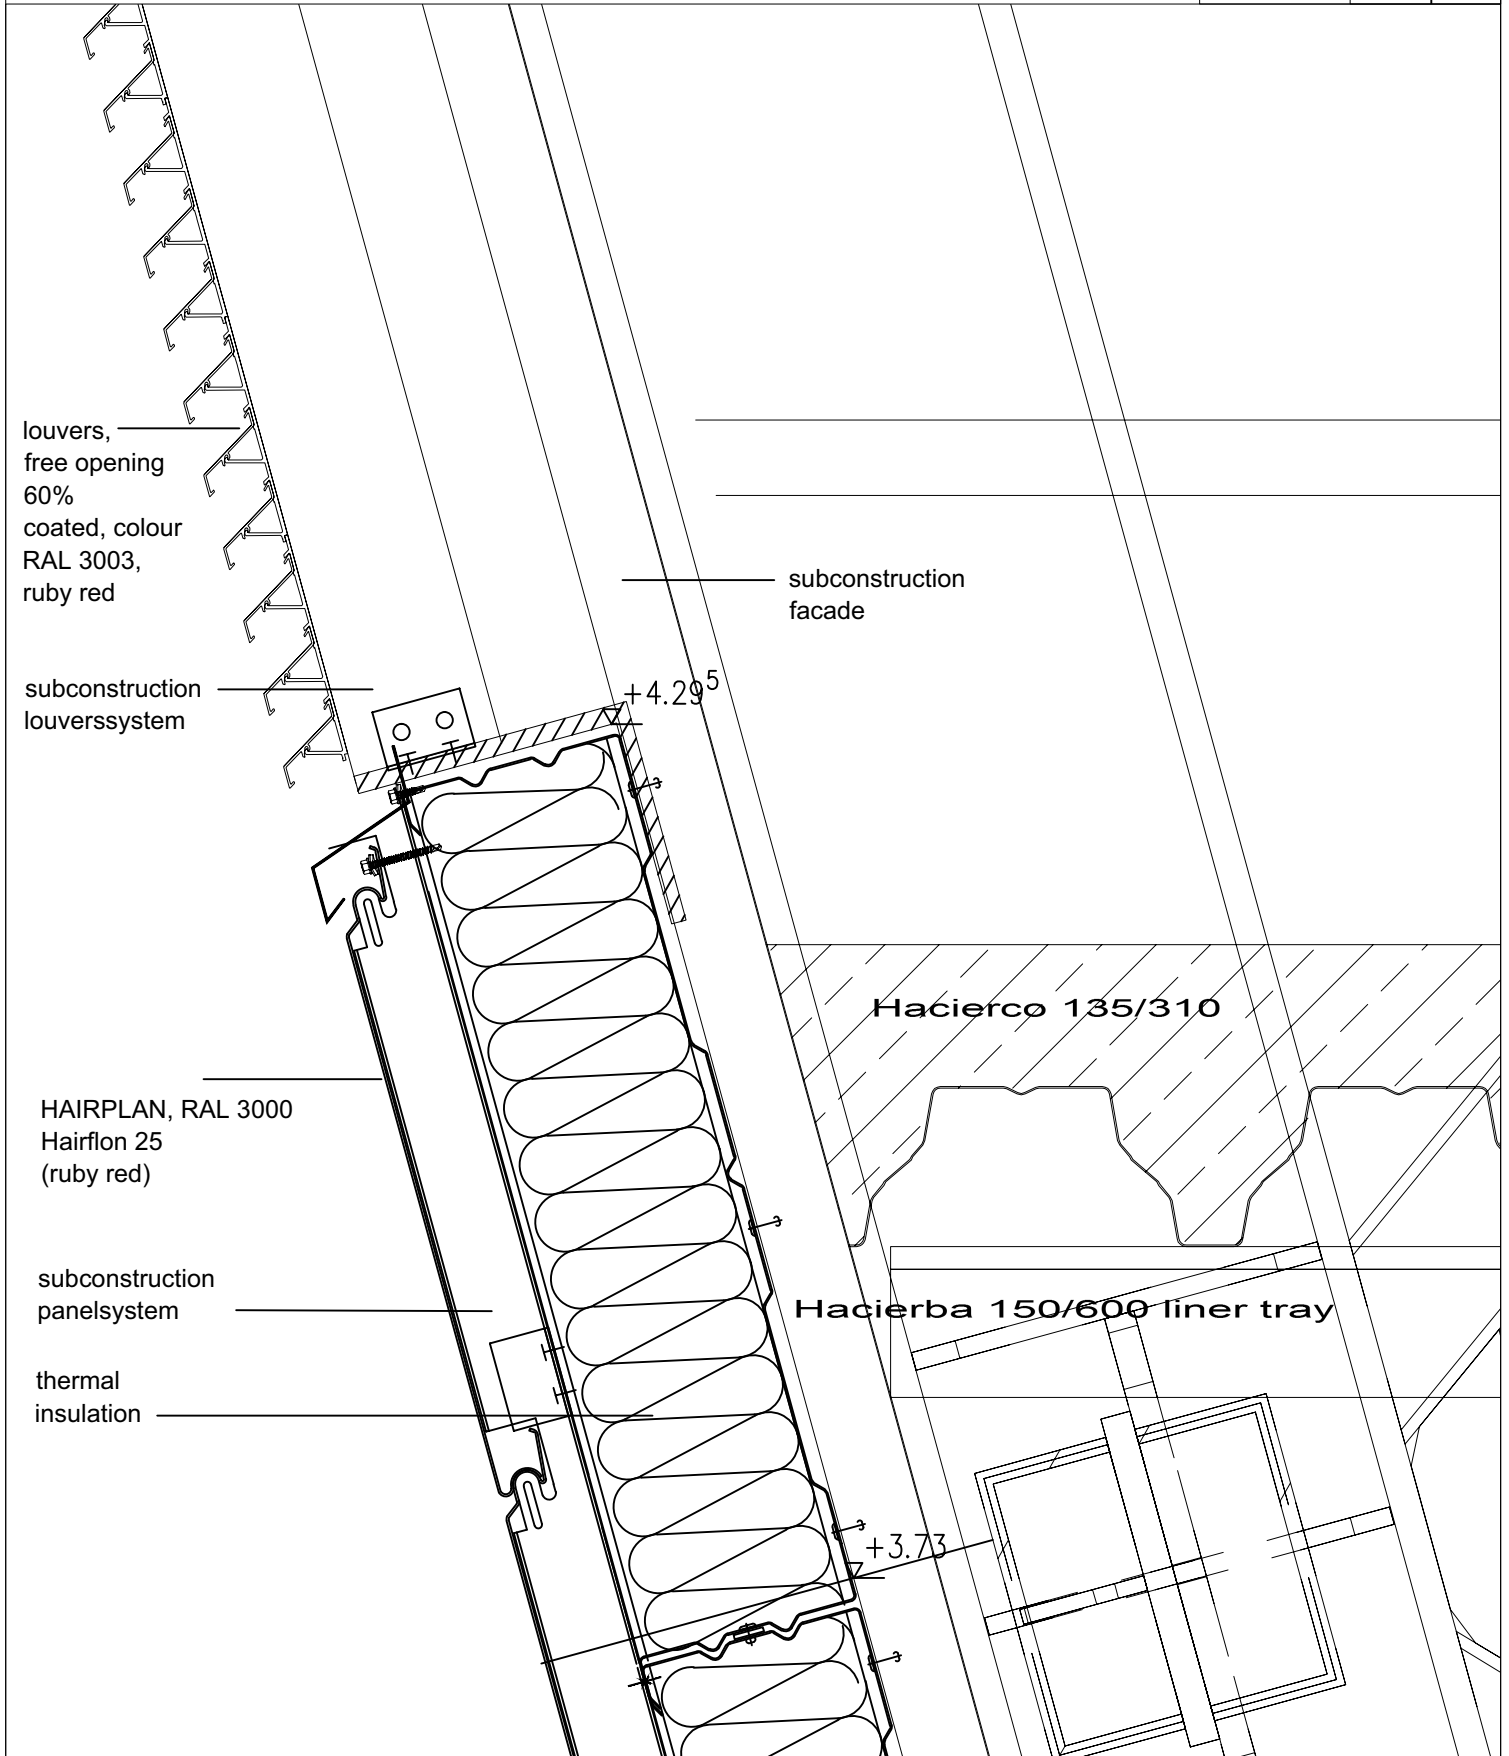 louvers,
free opening
60%
coated, colour
RAL 3003,
ruby red
subconstruction
facade
subconstruction
louverssystem
+4.29⁵
Hacierco 135/310
HAIRPLAN, RAL 3000
Hairflon 25
(ruby red)
subconstruction
panelsystem
Hacierba 150/600 liner tray
thermal
insulation
+3.73